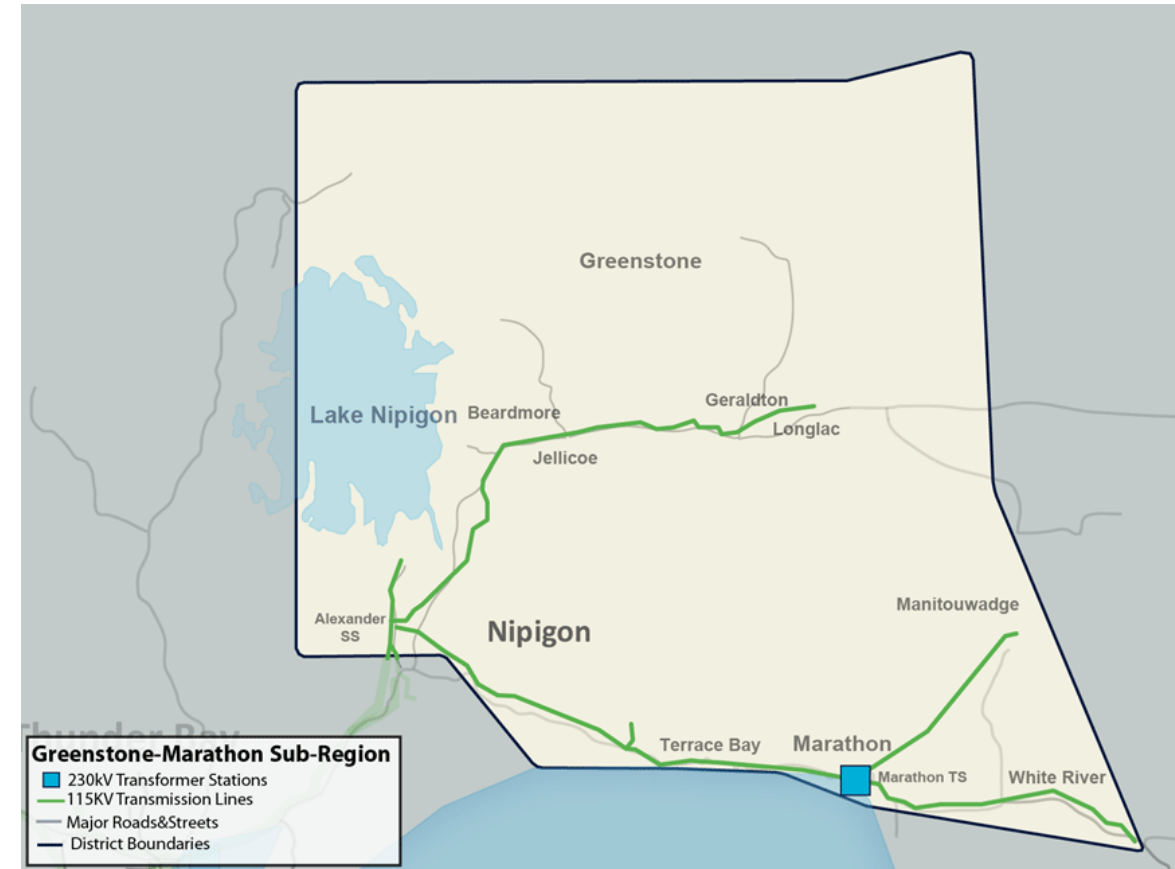 Greenstone
Geraldton
Lake Nipigon
Beardmore
Longlac
Jellicoe
Manitouwadge
Alexander
SS
Nipigon
Thunder Bay
Terrace Bay
Marathon
Marathon TS
White River
Greenstone-Marathon Sub-Region
230kV Transformer Stations
115KV Transmission Lines
Major Roads&Streets
District Boundaries